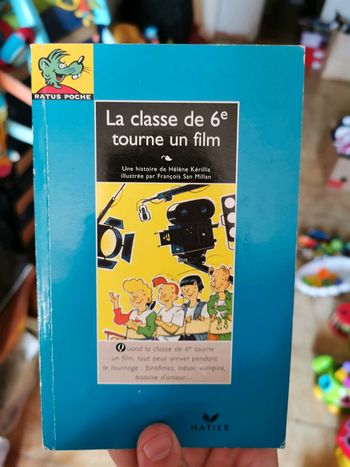 RATUS POCHE
La classe de 6e
tourne un film
Une histoire de Hélène Kérillis
illustrée par François San Millan
Quand la classe de 6e tourne
un film, tout peut arriver pendant
le tournage : fantômes, trésor, vampire,
histoire d'amour...
HATIER